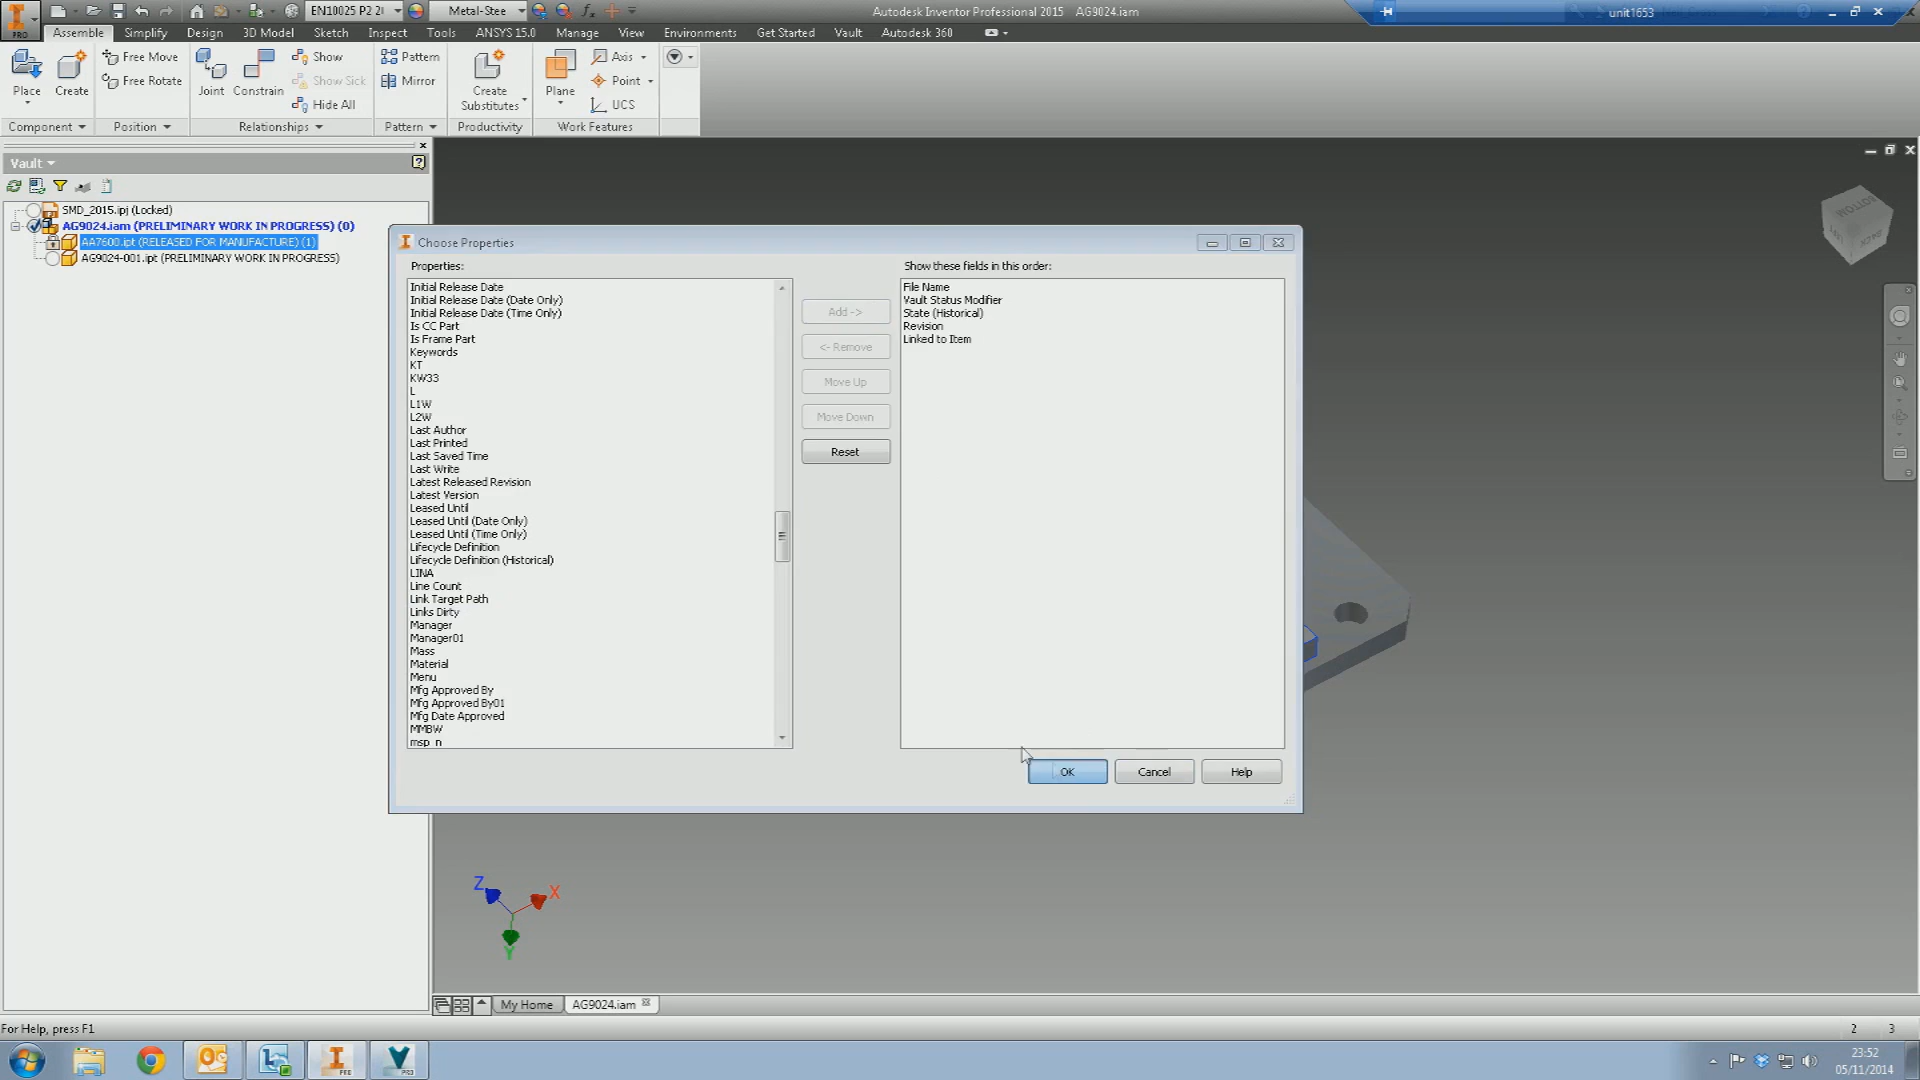 EN10025 P2 2(
Metal-Stee
Autodesk Inventor Professional 2015 AG9024.iam
unit1653
PRO
Assemble Simplify Design 3D Model Sketch Inspect Tools ANSYS 15.0 Manage View Environments Get Started Vault Autodesk 360
Place
Create
Free Move
Free Rotate
Joint
Constrain
Show
Show Sick
Hide All
Pattern
Mirror
Create
Substitutes
Plane
Axis
Point
UCS
Component Position Relationships Pattern Productivity Work Features
Vault
SMD_2015.ipj (Locked)
AG9024.iam (PRELIMINARY WORK IN PROGRESS) (0)
AA7600.ipt (RELEASED FOR MANUFACTURE) (1)
AG9024-001.ipt (PRELIMINARY WORK IN PROGRESS)
Choose Properties
Properties:
Initial Release Date
Initial Release Date (Date Only)
Initial Release Date (Time Only)
Is CC Part
Is Frame Part
Keywords
KT
KW33
L
L1W
L2W
Last Author
Last Printed
Last Saved Time
Last Write
Latest Released Revision
Latest Version
Leased Until
Leased Until (Date Only)
Leased Until (Time Only)
Lifecycle Definition
Lifecycle Definition (Historical)
LINA
Line Count
Link Target Path
Links Dirty
Manager
Manager01
Mass
Material
Menu
Mfg Approved By
Mfg Approved By01
Mfg Date Approved
MMBW
msp_n
Add ->
<- Remove
Move Up
Move Down
Reset
Show these fields in this order:
File Name
Vault Status Modifier
State (Historical)
Revision
Linked to Item
OK Cancel Help
BOTTOM
BACK
Z
X
Y
My Home AG9024.iam
For Help, press F1
2 3
23:52
05/11/2014